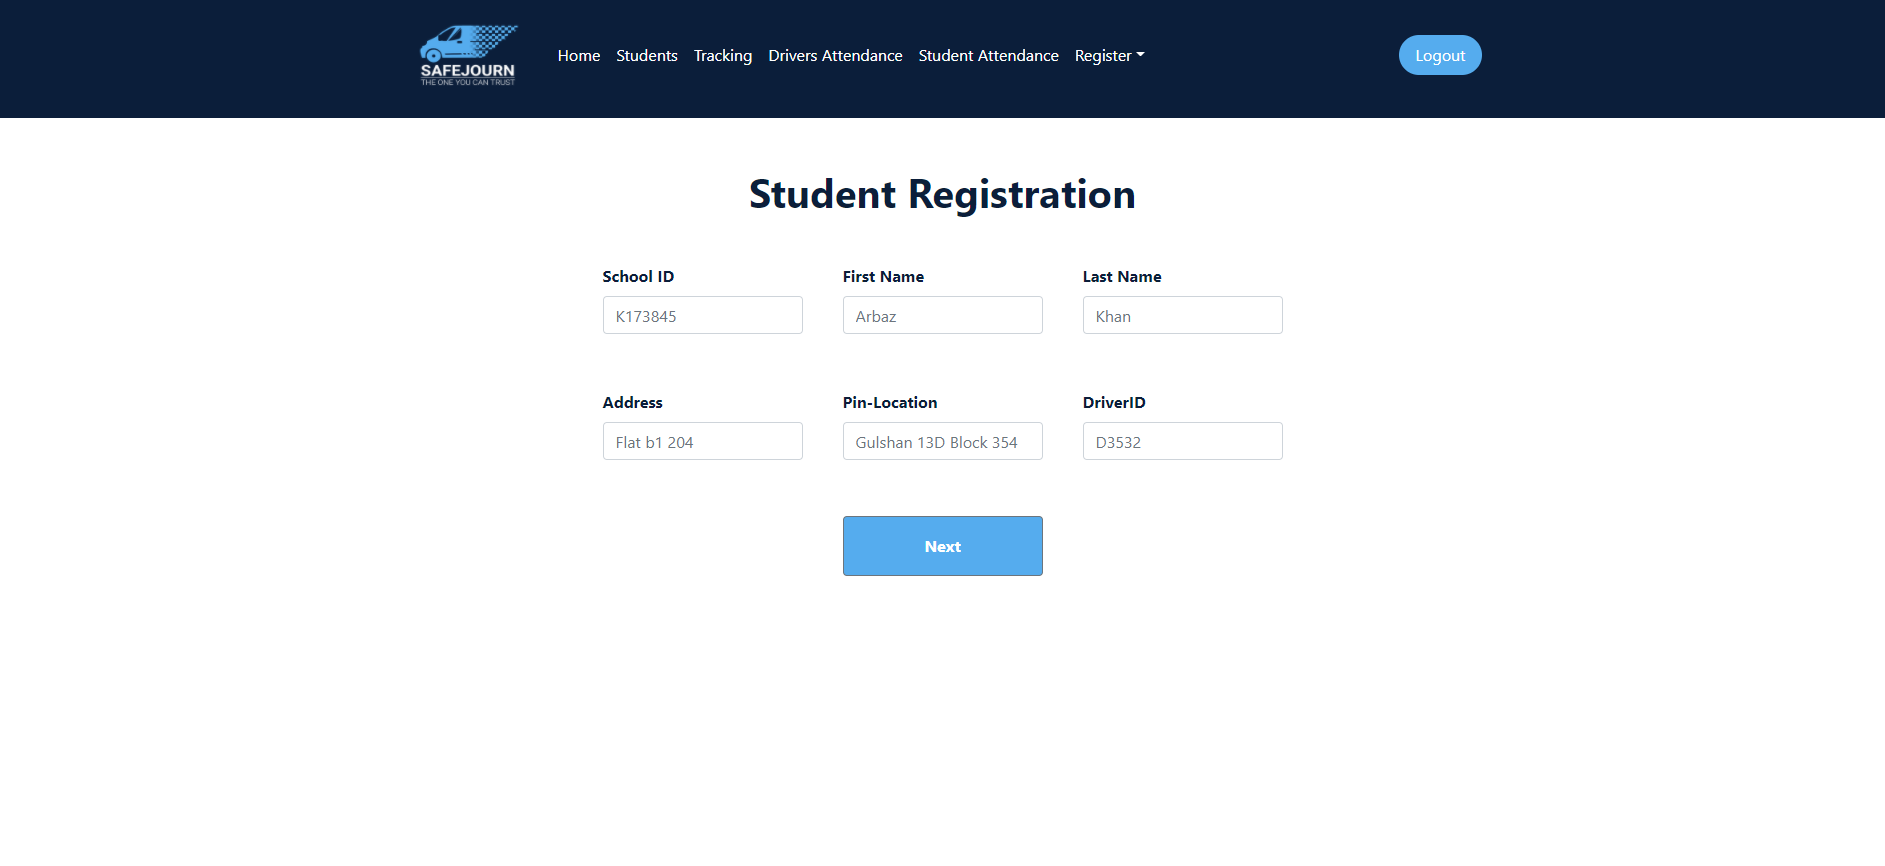 SAFEJOURN
THE ONE YOU CAN TRUST
Home Students Tracking Drivers Attendance Student Attendance Register Logout
Student Registration
School ID First Name Last Name
K173845 Arbaz Khan
Address Pin-Location DriverID
Flat b1 204 Gulshan 13D Block 354 D3532
Next